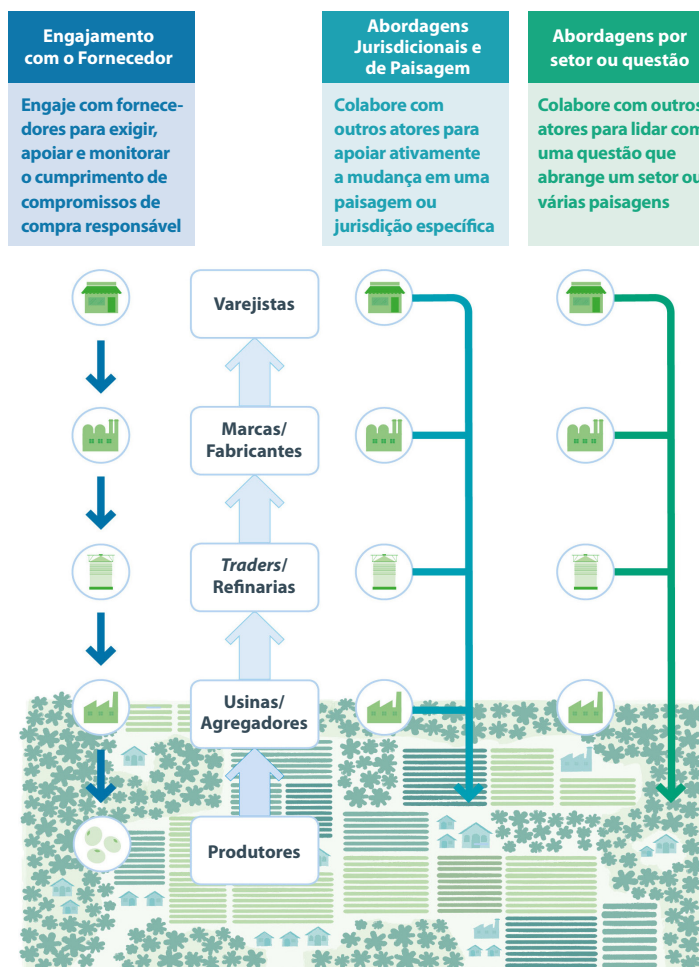 Engajamento
com o Fornecedor
Engaje com fornece-
dores para exigir,
apoiar e monitorar
o cumprimento de
compromissos de
compra responsável
Abordagens
Jurisdicionais e
de Paisagem
Colabore com
outros atores para
apoiar ativamente
a mudança em uma
paisagem ou
jurisdição específica
Abordagens por
setor ou questão
Colabore com outros
atores para lidar com
uma questão que
abrange um setor ou
várias paisagens
Varejistas
Marcas/
Fabricantes
Traders/
Refinarias
Usinas/
Agregadores
Produtores